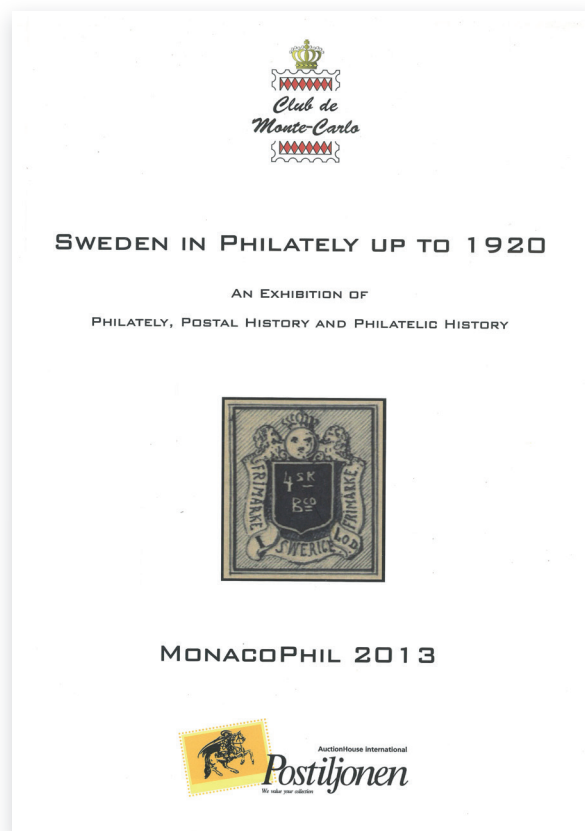 Club de
Monte-Carlo
SWEDEN IN PHILATELY UP TO 1920
AN EXHIBITION OF
PHILATELY, POSTAL HISTORY AND PHILATELIC HISTORY
4 SK
BCO
FRIMARKE
FRIMARKE
1
SWERIGE
LOD
MONACOPHIL 2013
AuctionHouse international
Postiljonen
We value your collection